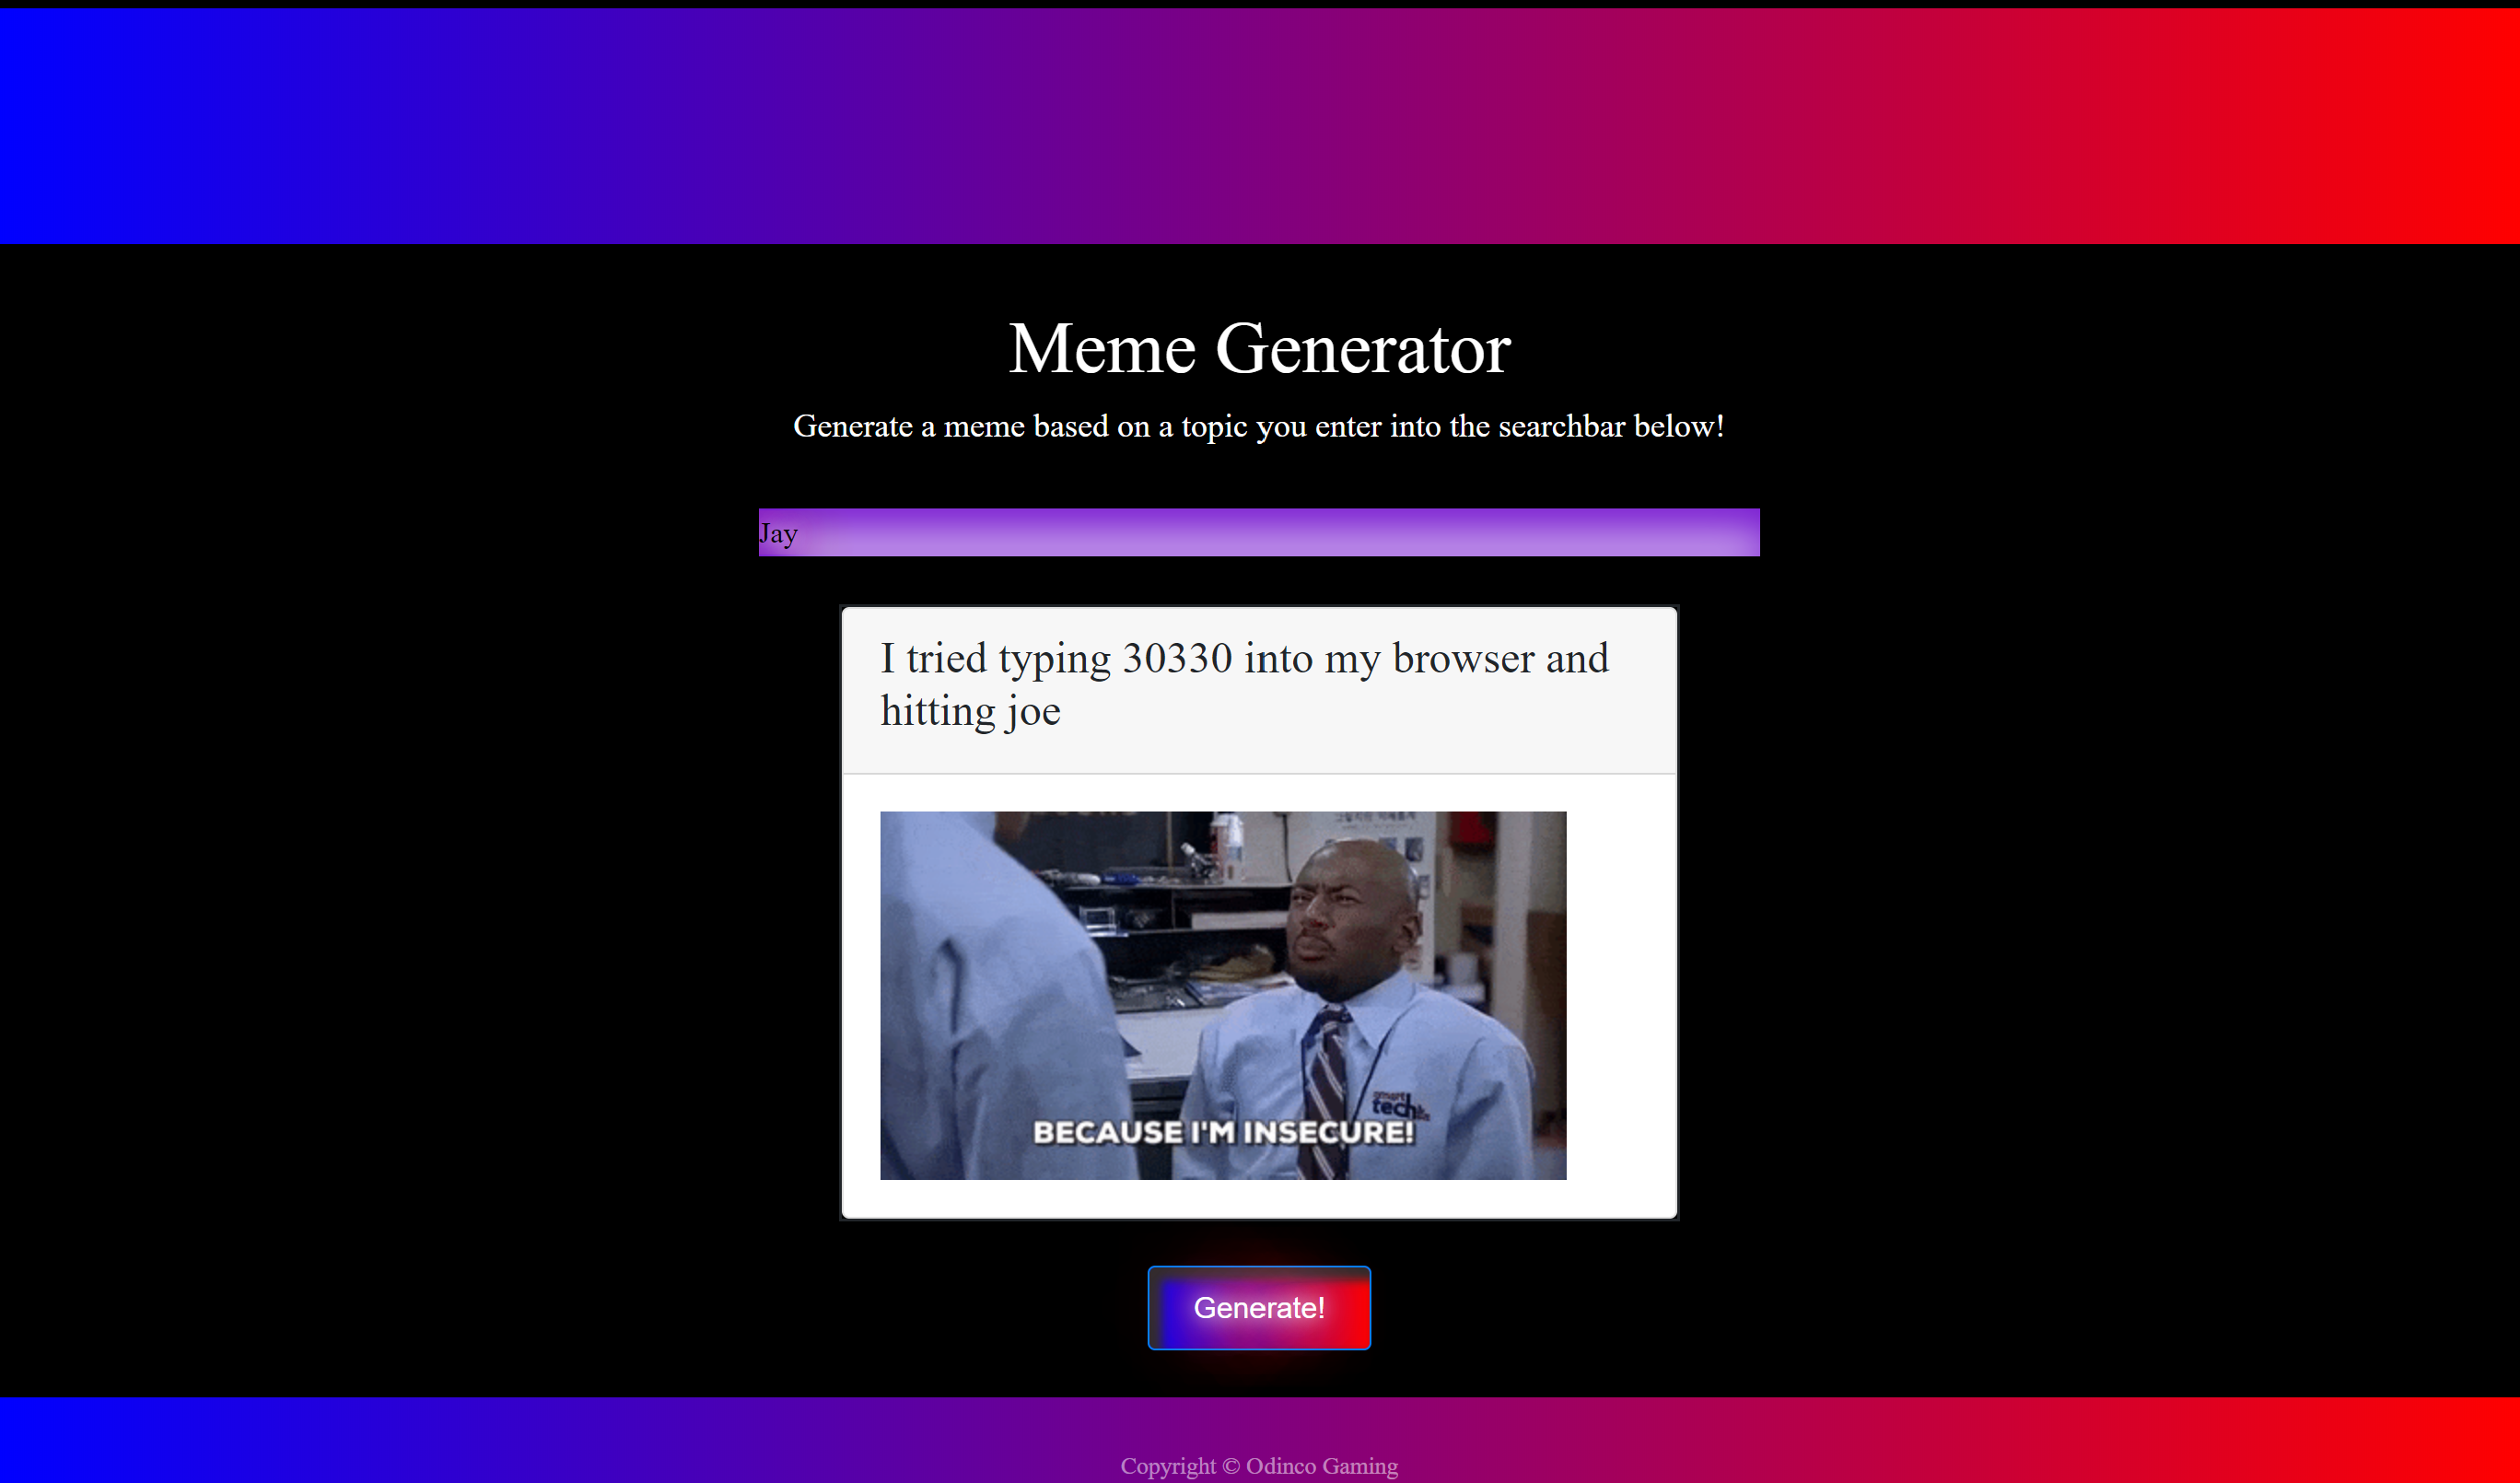 Meme Generator
Generate a meme based on a topic you enter into the searchbar below!
Jay
I tried typing 30330 into my browser and
hitting joe
smart
tech
BECAUSE I'M INSECURE!
Generate!
Copyright © Odinco Gaming